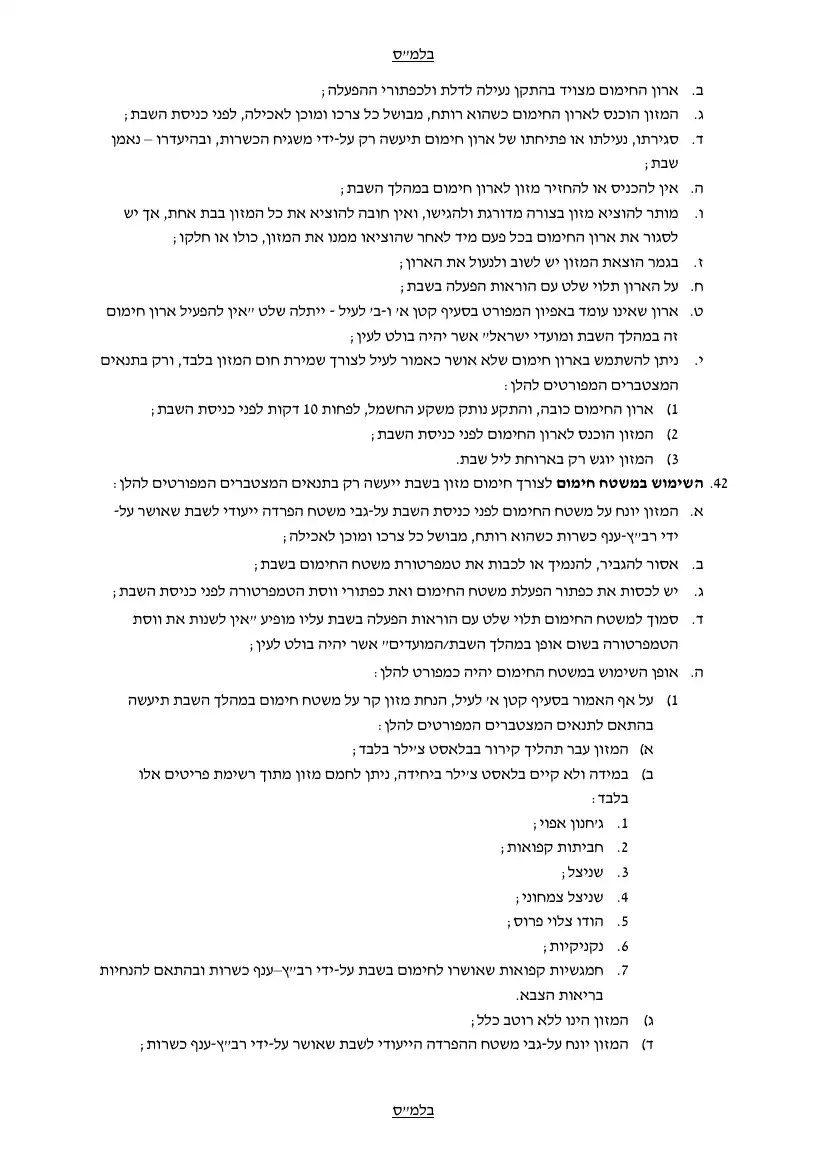 בלמ״ס
ב. ארון החימום מצויד בהתקן נעילה לדלת ולכפתורי ההפעלה;
ג. המזון הוכנס לארון החימום כשהוא רותח, מבושל כל צרכו ומוכן לאכילה, לפני כניסת השבת;
ד. סגירתו, נעילתו או פתיחתו של ארון חימום תיעשה רק על-ידי משגיח הכשרות, ובהיעדרו – נאמן
שבת;
ה. אין להכניס או להחזיר מזון לארון חימום במהלך השבת;
ו. מותר להוציא מזון בצורה מדורגת ולהגישו, ואין חובה להוציא את כל המזון בבת אחת, אך יש
לסגור את ארון החימום בכל פעם מיד לאחר שהוציאו ממנו את המזון, כולו או חלקו;
ז. בגמר הוצאת המזון יש לשוב ולנעול את הארון;
ח. על הארון תלוי שלט עם הוראות הפעלה בשבת;
ט. ארון שאינו עומד באפיון המפורט בסעיף קטן א׳ ו-ב׳ לעיל - ייתלה שלט ״אין להפעיל ארון חימום
זה במהלך השבת ומועדי ישראל״ אשר יהיה בולט לעין;
י. ניתן להשתמש בארון חימום שלא אושר כאמור לעיל לצורך שמירת חום המזון בלבד, ורק בתנאים
המצטברים המפורטים להלן:
1) ארון החימום כובה, והתקע נותק משקע החשמל, לפחות 10 דקות לפני כניסת השבת;
2) המזון הוכנס לארון החימום לפני כניסת השבת;
3) המזון יוגש רק בארוחת ליל שבת.
42. השימוש במשטח חימום לצורך חימום מזון בשבת ייעשה רק בתנאים המצטברים המפורטים להלן:
א. המזון יונח על משטח החימום לפני כניסת השבת על-גבי משטח הפרדה ייעודי לשבת שאושר על-
ידי רב״ץ-ענף כשרות כשהוא רותח, מבושל כל צרכו ומוכן לאכילה;
ב. אסור להגביר, להנמיך או לכבות את טמפרטורת משטח החימום בשבת;
ג. יש לכסות את כפתור הפעלת משטח החימום ואת כפתורי ווסת הטמפרטורה לפני כניסת השבת;
ד. סמוך למשטח החימום תלוי שלט עם הוראות הפעלה בשבת עליו מופיע ״אין לשנות את ווסת
הטמפרטורה בשום אופן במהלך השבת/המועדים״ אשר יהיה בולט לעין;
ה. אופן השימוש במשטח החימום יהיה כמפורט להלן:
1) על אף האמור בסעיף קטן א׳ לעיל, הנחת מזון קר על משטח חימום במהלך השבת תיעשה
בהתאם לתנאים המצטברים המפורטים להלן:
א) המזון עבר תהליך קירור בבלאסט צ׳ילר בלבד;
ב) במידה ולא קיים בלאסט צ׳ילר ביחידה, ניתן לחמם מזון מתוך רשימת פריטים אלו
בלבד:
1. ג׳חנון אפוי;
2. חביתות קפואות;
3. שניצל;
4. שניצל צמחוני;
5. הודו צלוי פרוס;
6. נקניקיות;
7. חמגשיות קפואות שאושרו לחימום בשבת על-ידי רב״ץ–ענף כשרות ובהתאם להנחיות
בריאות הצבא.
ג) המזון הינו ללא רוטב כלל;
ד) המזון יונח על-גבי משטח ההפרדה הייעודי לשבת שאושר על-ידי רב״ץ-ענף כשרות;
בלמ״ס